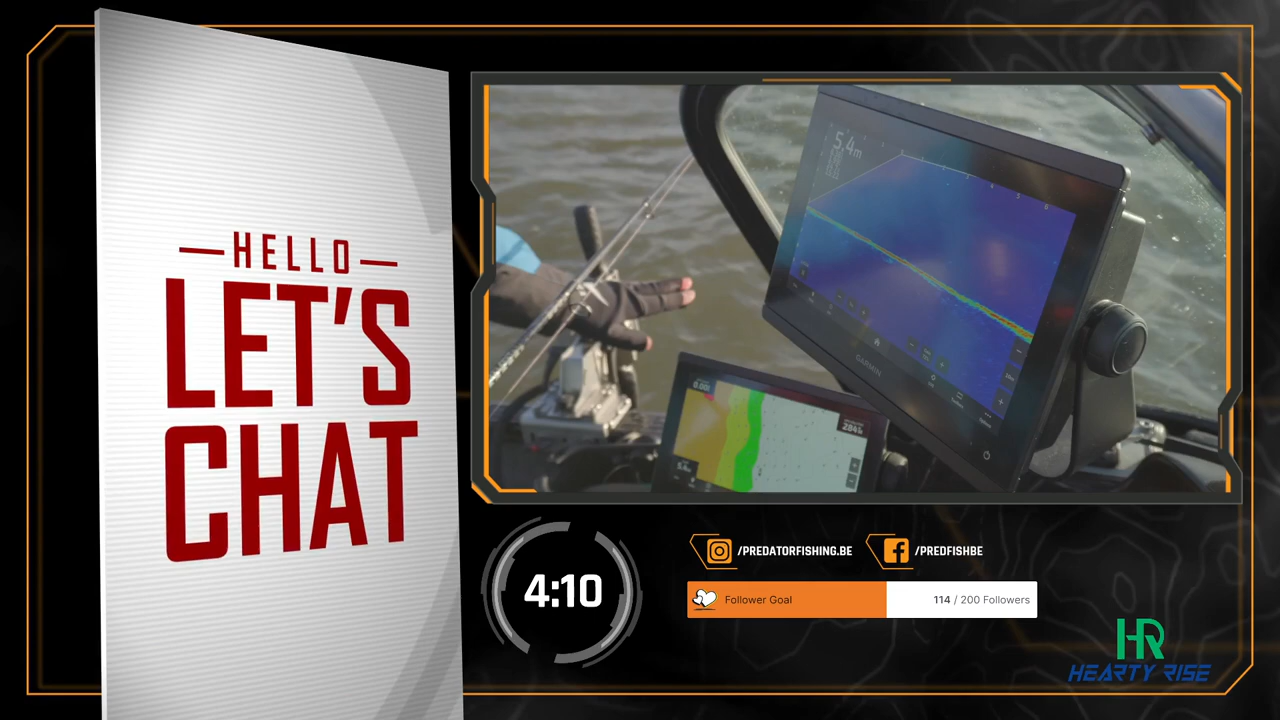 HELLO
LET'S
CHAT
5.4m
GARMIN
4:10
/PREDATORFISHING.BE
/PREDFISHBE
Follower Goal
114 / 200 Followers
HR
HEARTY RISE